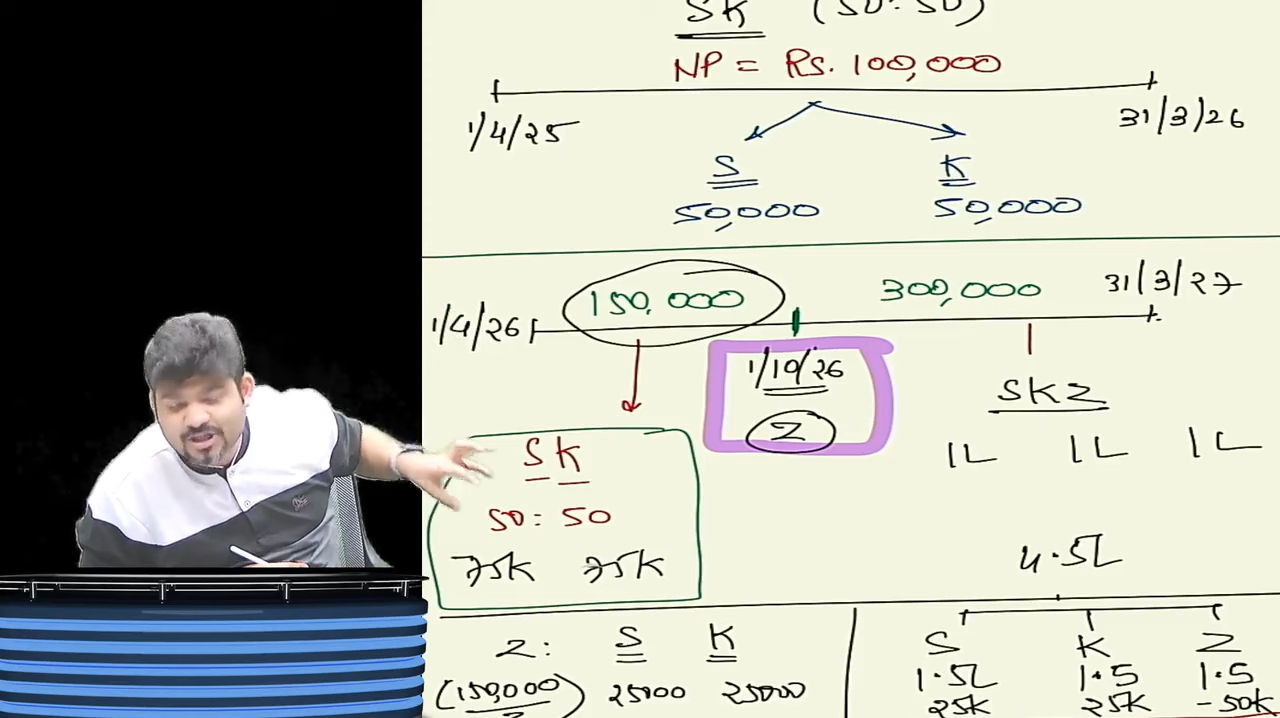 SK (50:50)
NP = Rs. 100,000
1/4/25 31/3/26
S K
50,000 50,000
1/4/26 150,000 300,000 31/3/27
1/10/26
Z
SKZ
1L 1L 1L
SK
50:50
75K 75K
4.5L
Z: S K
(150,000) 25000 25000
S K Z
1.5L 1.5 1.5
25K 25K -50K